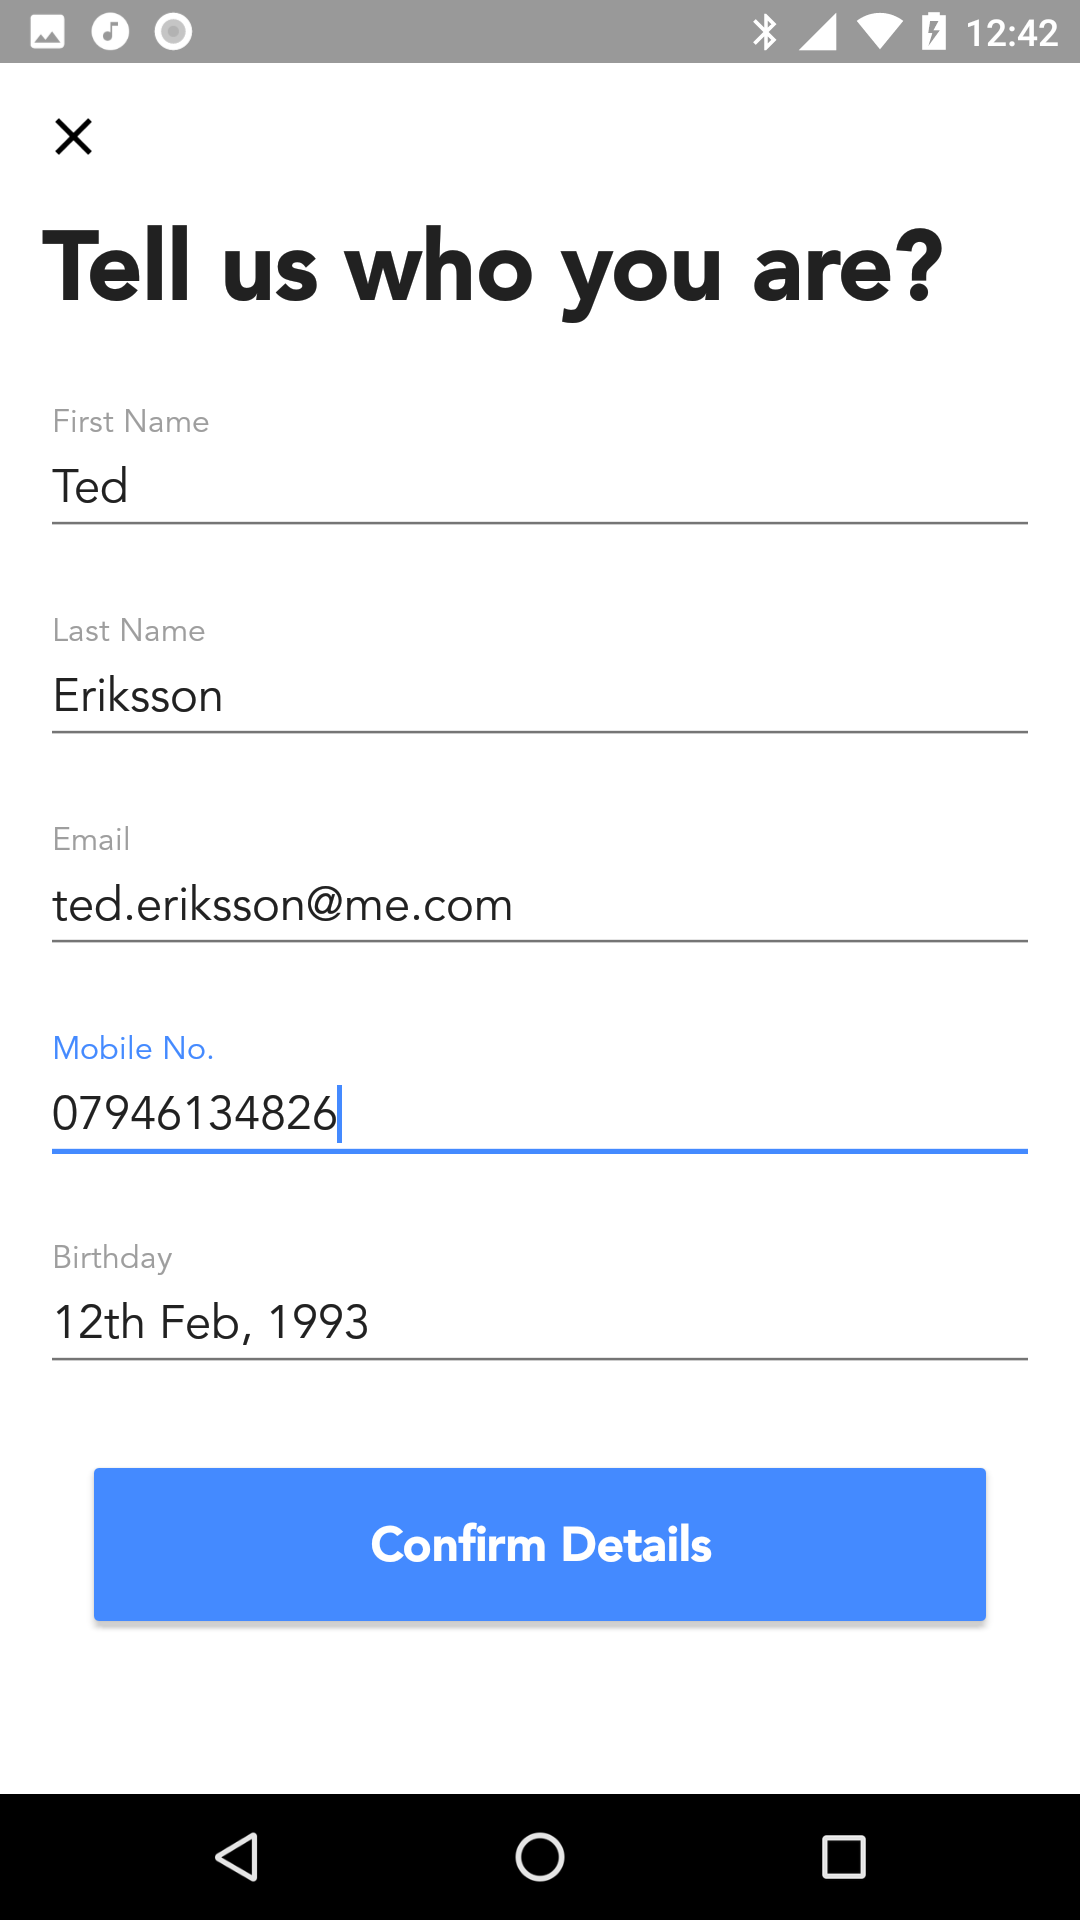 12:42
Tell us who you are?
First Name
Ted
Last Name
Eriksson
Email
ted.eriksson@me.com
Mobile No.
07946134826
Birthday
12th Feb, 1993
Confirm Details